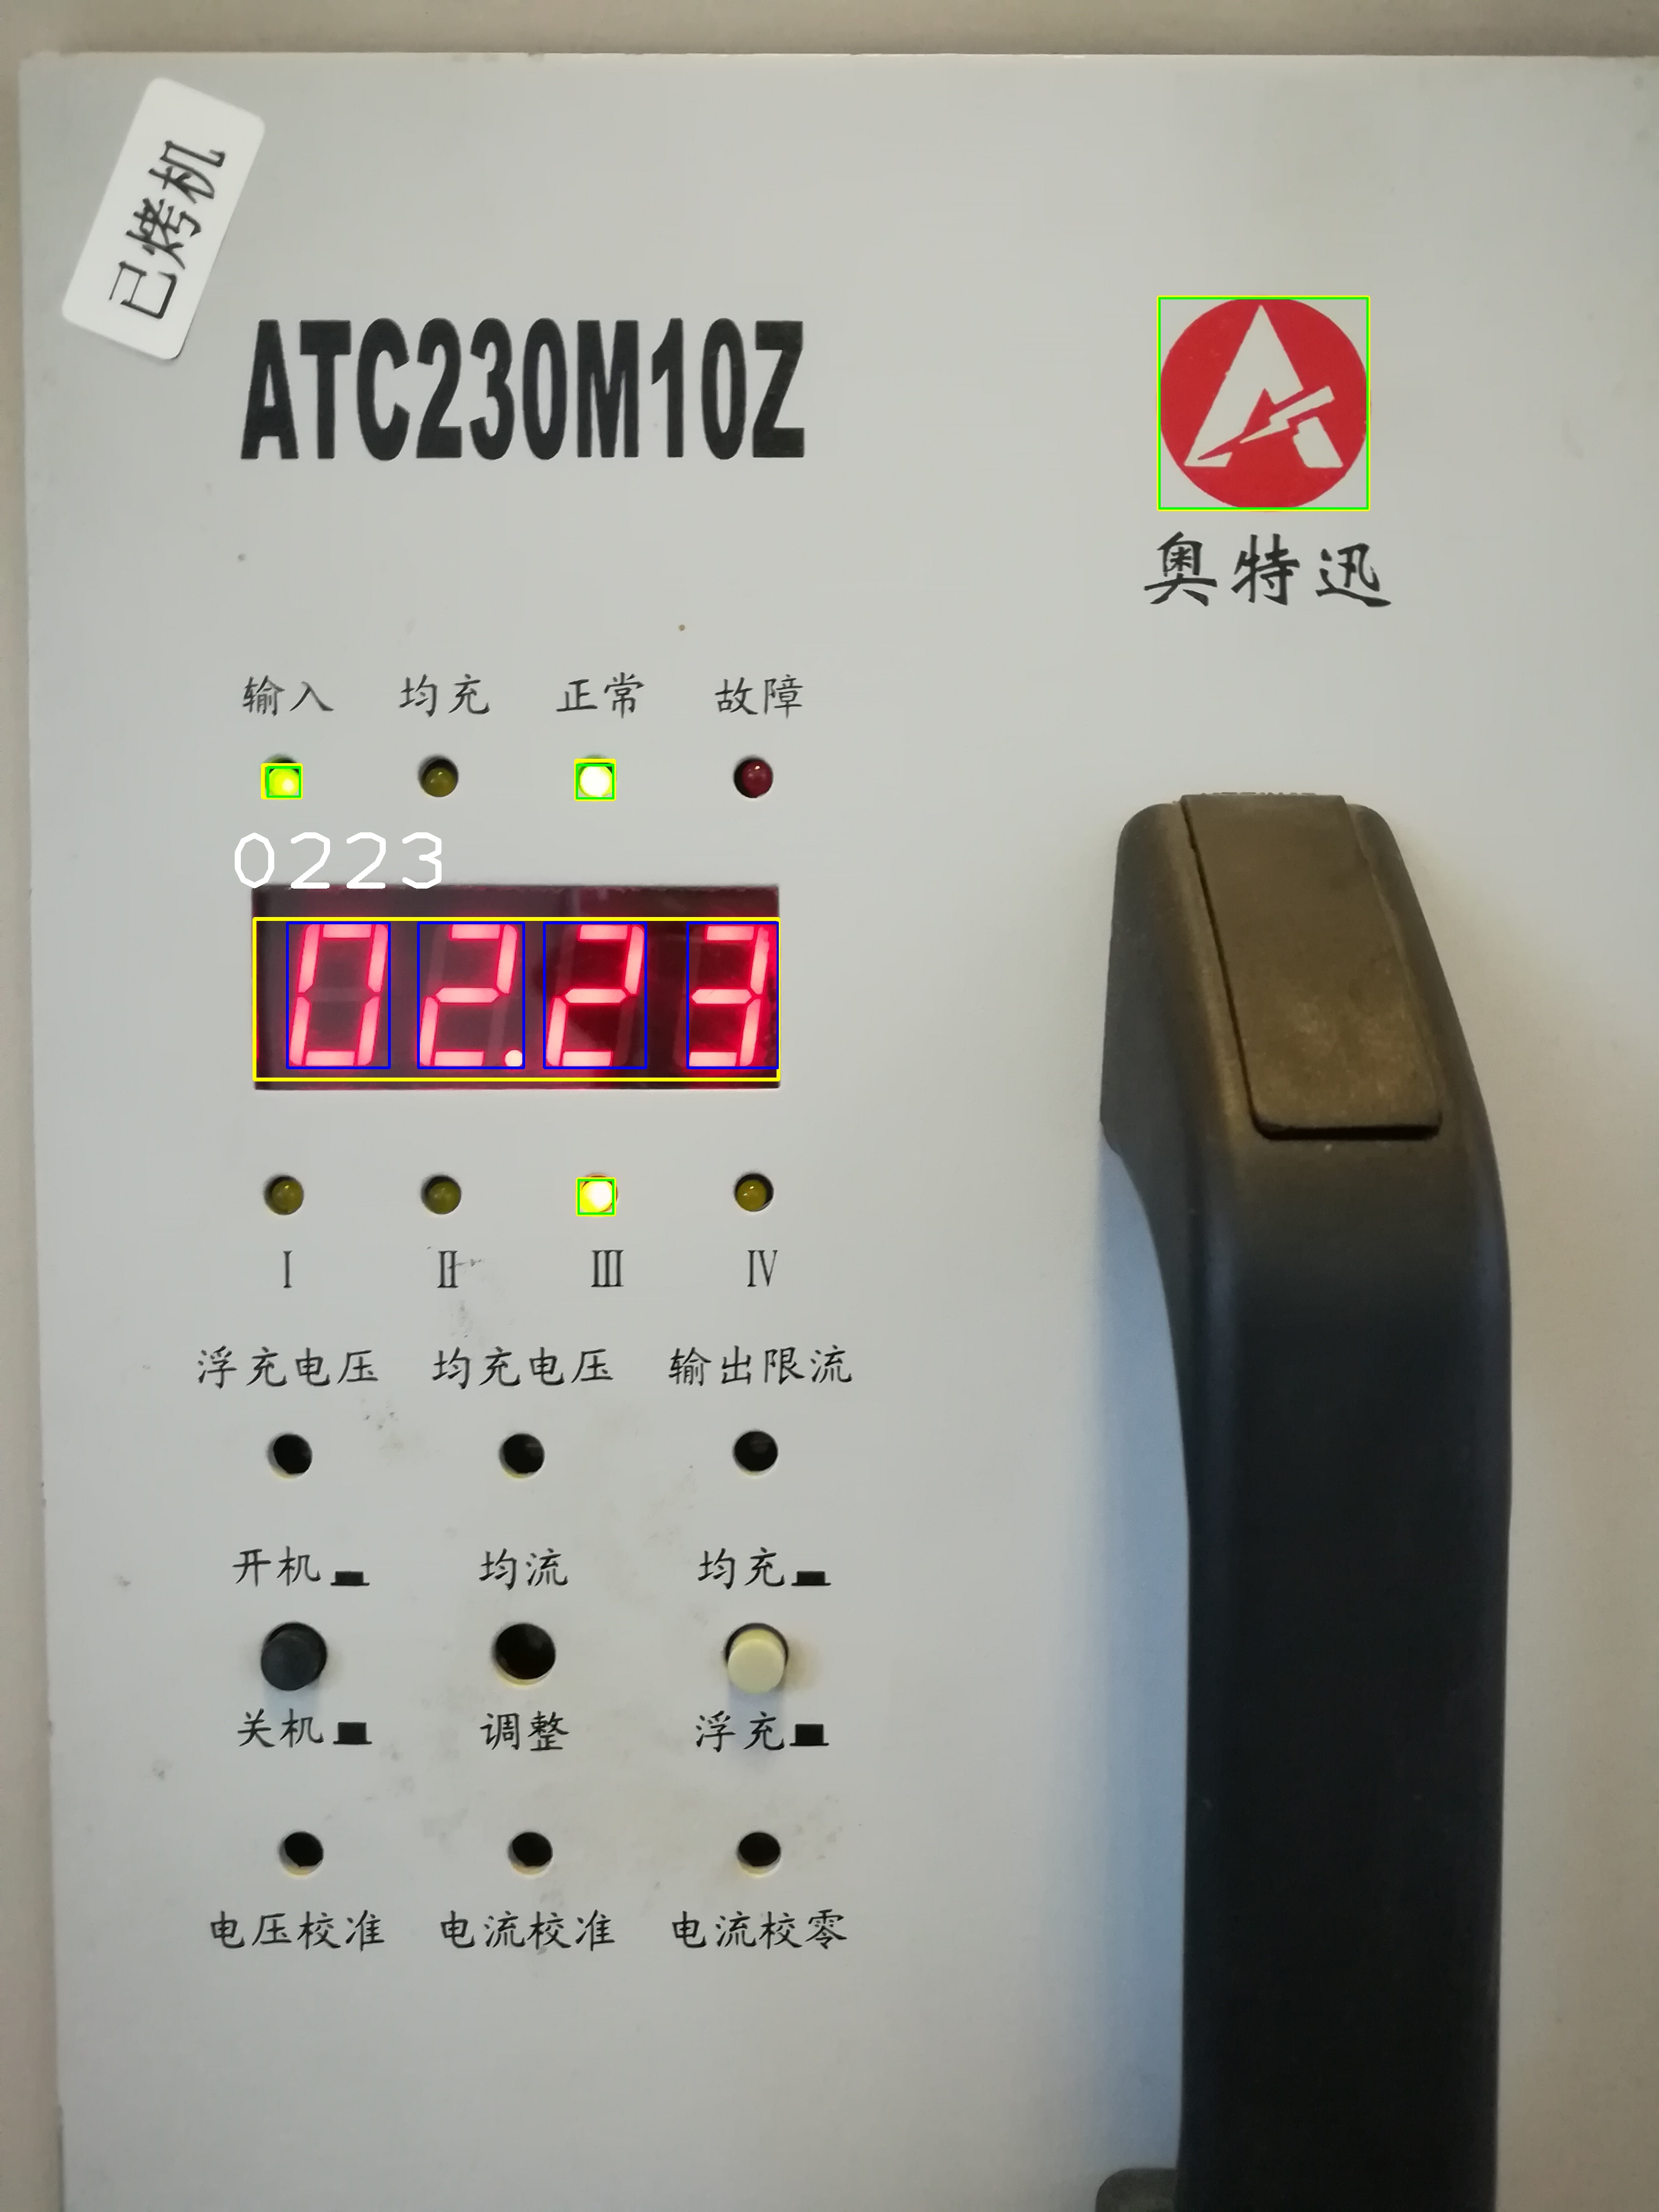 已烤机
ATC230M10Z
奥特迅
输入 均充 正常 故障
0223
02.23
I II III IV
浮充电压 均充电压 输出限流
开机 均流 均充
关机 调整 浮充
电压校准 电流校准 电流校零